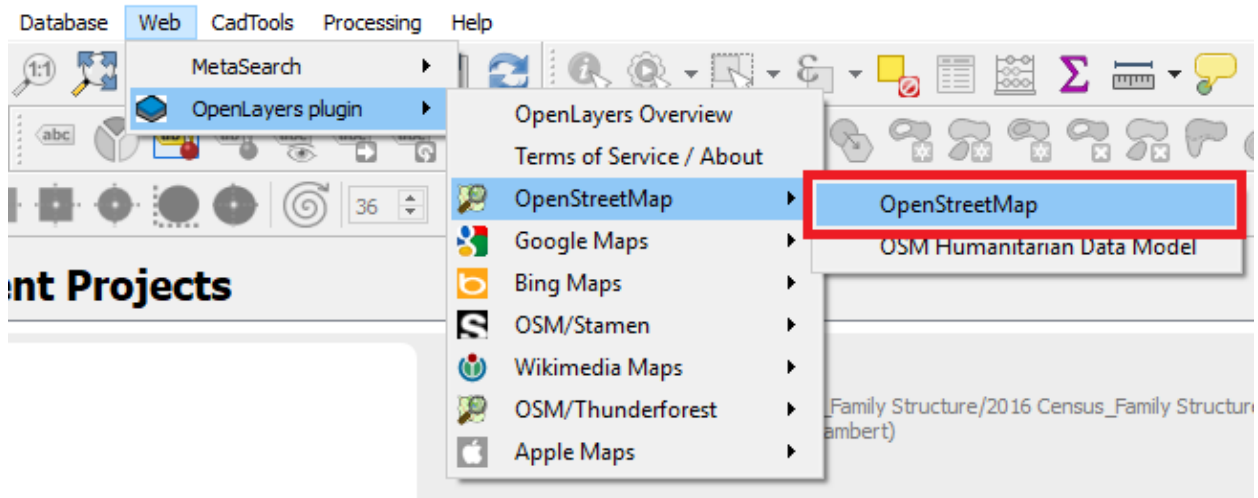 Database Web CadTools Processing Help
1:1
MetaSearch
OpenLayers plugin
abc
36
OpenLayers Overview
Terms of Service / About
OpenStreetMap
Google Maps
Bing Maps
OSM/Stamen
Wikimedia Maps
OSM/Thunderforest
Apple Maps
OpenStreetMap
OSM Humanitarian Data Model
ent Projects
_Family Structure/2016 Census_Family Structure
ambert)